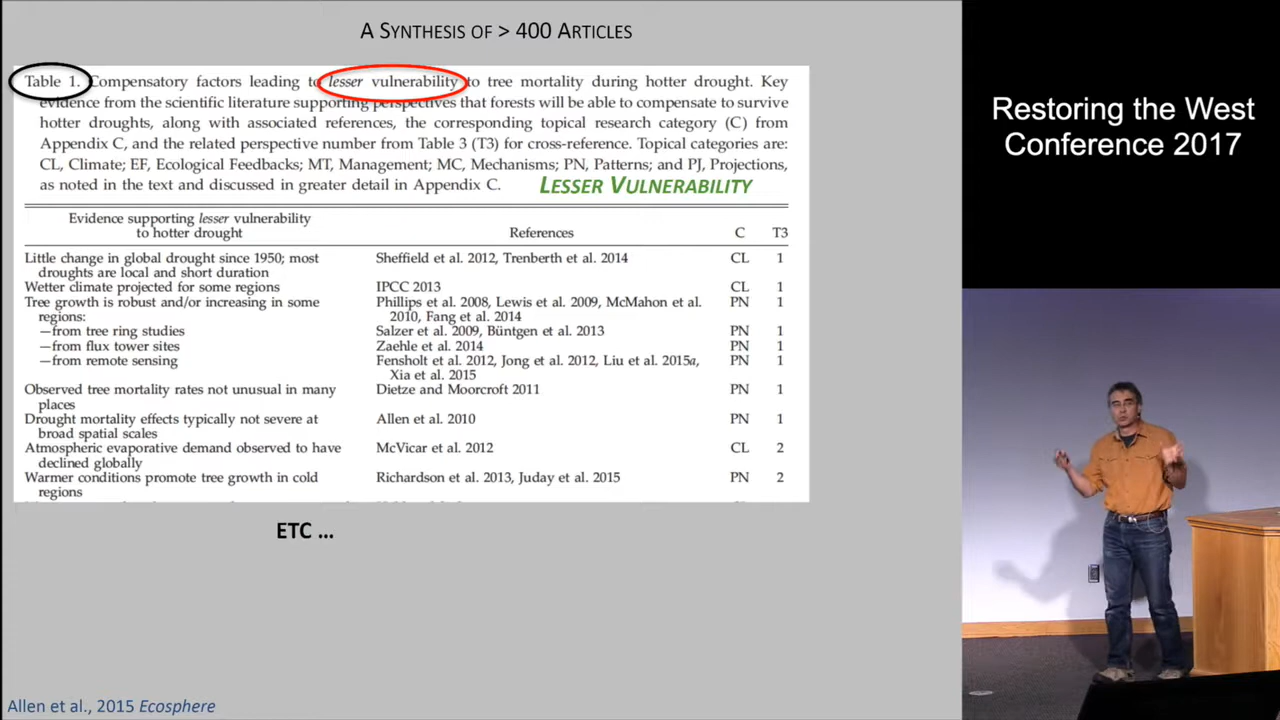 A SYNTHESIS OF > 400 ARTICLES
Restoring the West
Conference 2017
Table 1. Compensatory factors leading to lesser vulnerability to tree mortality during hotter drought. Key
evidence from the scientific literature supporting perspectives that forests will be able to compensate to survive
hotter droughts, along with associated references, the corresponding topical research category (C) from
Appendix C, and the related perspective number from Table 3 (T3) for cross-reference. Topical categories are:
CL, Climate; EF, Ecological Feedbacks; MT, Management; MC, Mechanisms; PN, Patterns; and PJ, Projections,
as noted in the text and discussed in greater detail in Appendix C.
LESSER VULNERABILITY
Evidence supporting lesser vulnerability
to hotter drought References C T3
Little change in global drought since 1950; most Sheffield et al. 2012, Trenberth et al. 2014 CL 1
droughts are local and short duration
Wetter climate projected for some regions IPCC 2013 CL 1
Tree growth is robust and/or increasing in some Phillips et al. 2008, Lewis et al. 2009, McMahon et al. PN 1
regions: 2010, Fang et al. 2014
—from tree ring studies Salzer et al. 2009, Büntgen et al. 2013 PN 1
—from flux tower sites Zaehle et al. 2014 PN 1
—from remote sensing Fensholt et al. 2012, Jong et al. 2012, Liu et al. 2015a, PN 1
Xia et al. 2015
Observed tree mortality rates not unusual in many Dietze and Moorcroft 2011 PN 1
places
Drought mortality effects typically not severe at Allen et al. 2010 PN 1
broad spatial scales
Atmospheric evaporative demand observed to have McVicar et al. 2012 CL 2
declined globally
Warmer conditions promote tree growth in cold Richardson et al. 2013, Juday et al. 2015 PN 2
regions
ETC ...
Allen et al., 2015 Ecosphere